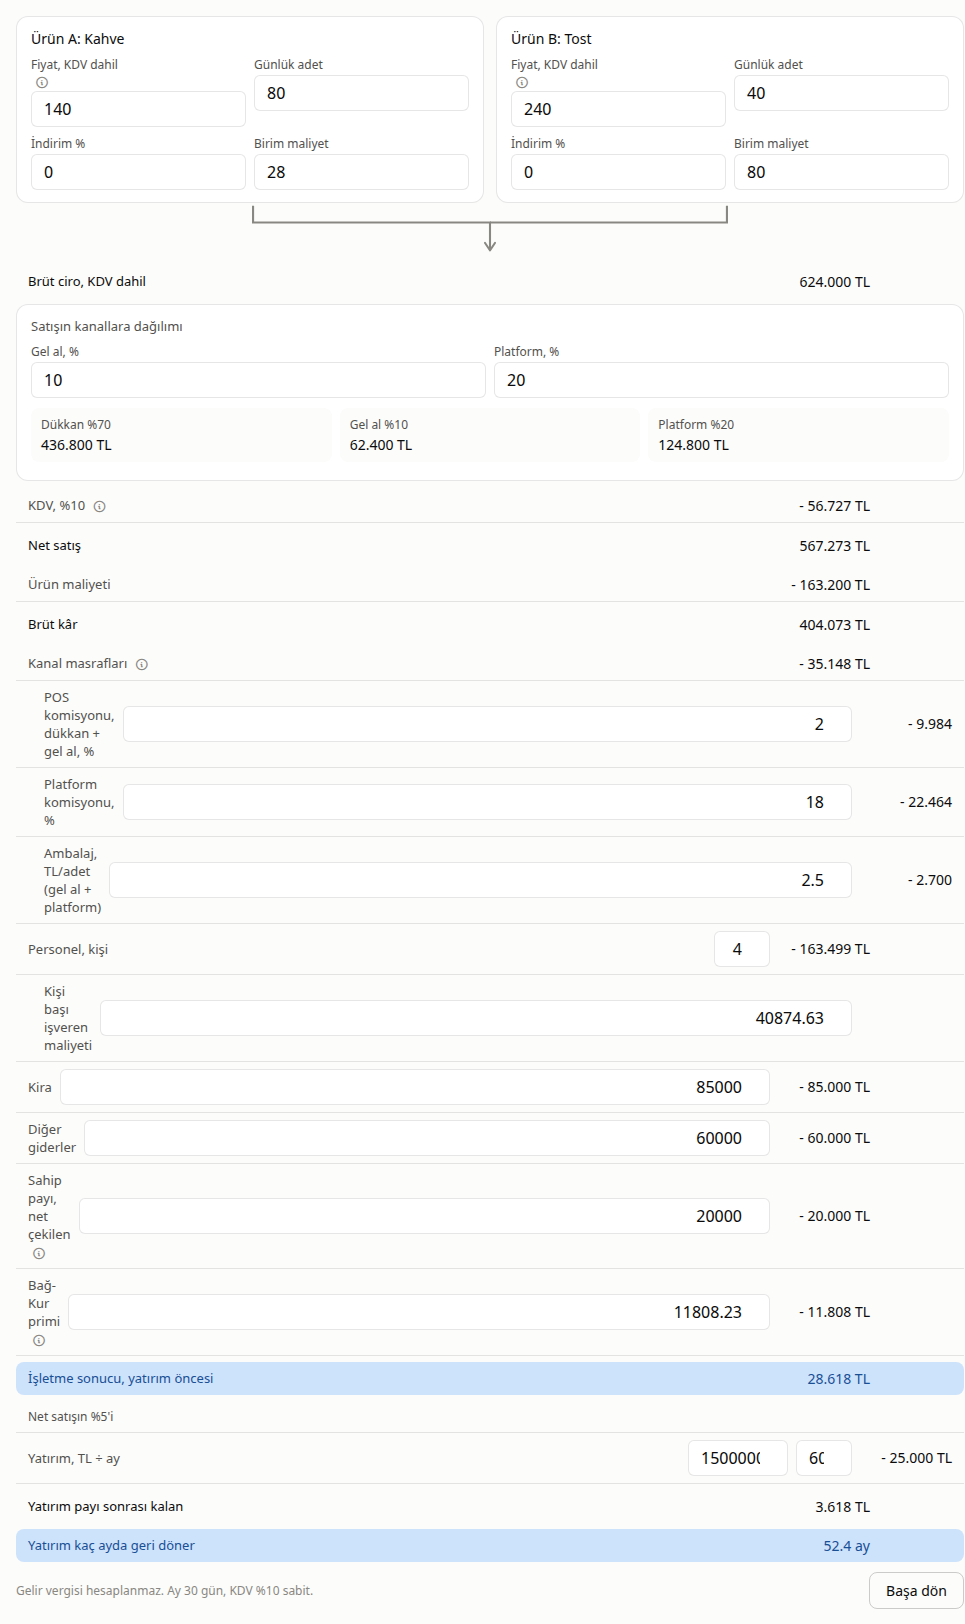 Ürün A: Kahve
Fiyat, KDV dahil
Günlük adet
140
80
İndirim %
Birim maliyet
0
28
Ürün B: Tost
Fiyat, KDV dahil
Günlük adet
240
40
İndirim %
Birim maliyet
0
80
Brüt ciro, KDV dahil 624.000 TL
Satışın kanallara dağılımı
Gel al, % Platform, %
10 20
Dükkan %70 Gel al %10 Platform %20
436.800 TL 62.400 TL 124.800 TL
KDV, %10 - 56.727 TL
Net satış 567.273 TL
Ürün maliyeti - 163.200 TL
Brüt kâr 404.073 TL
Kanal masrafları - 35.148 TL
POS
komisyonu,
dükkan +
gel al, %
2 - 9.984
Platform
komisyonu,
%
18 - 22.464
Ambalaj,
TL/adet
(gel al +
platform)
2.5 - 2.700
Personel, kişi 4 - 163.499 TL
Kişi
başı
işveren
maliyeti
40874.63
Kira 85000 - 85.000 TL
Diğer
giderler
60000 - 60.000 TL
Sahip
payı,
net
çekilen
20000 - 20.000 TL
Bağ-
Kur
primi
11808.23 - 11.808 TL
İşletme sonucu, yatırım öncesi 28.618 TL
Net satışın %5'i
Yatırım, TL ÷ ay 1500000 60 - 25.000 TL
Yatırım payı sonrası kalan 3.618 TL
Yatırım kaç ayda geri döner 52.4 ay
Gelir vergisi hesaplanmaz. Ay 30 gün, KDV %10 sabit. Başa dön